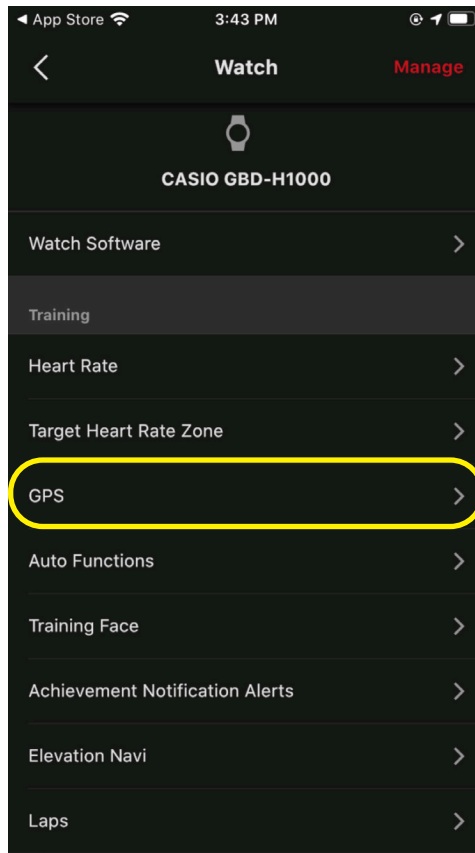 App Store 3:43 PM
Watch Manage
CASIO GBD-H1000
Watch Software
Training
Heart Rate
Target Heart Rate Zone
GPS
Auto Functions
Training Face
Achievement Notification Alerts
Elevation Navi
Laps